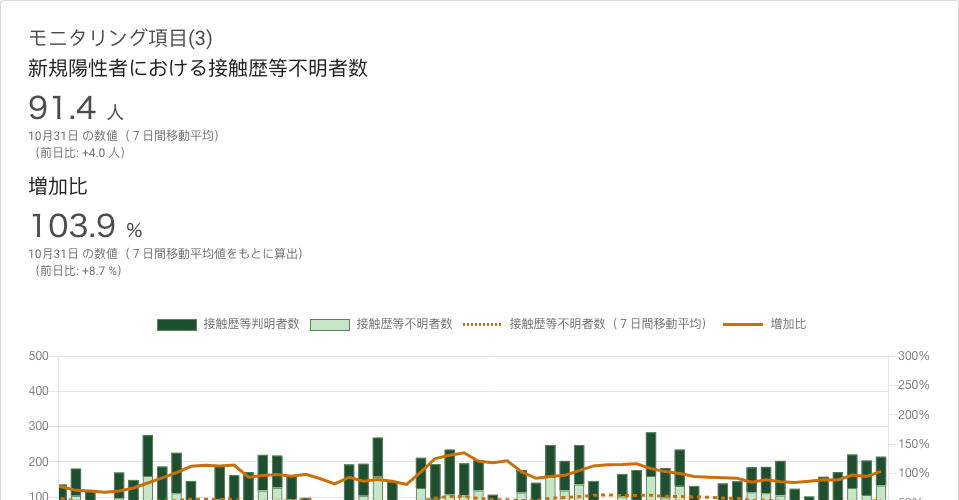 モニタリング項目(3)
新規陽性者における接触歴等不明者数
91.4 人
10月31日 の数値（７日間移動平均）
（前日比: +4.0 人）
増加比
103.9 %
10月31日 の数値（７日間移動平均値をもとに算出）
（前日比: +8.7 %）
接触歴等判明者数 接触歴等不明者数 接触歴等不明者数（７日間移動平均） 増加比
500 300%
400 250%
300 200%
200 150%
100 100%
50%